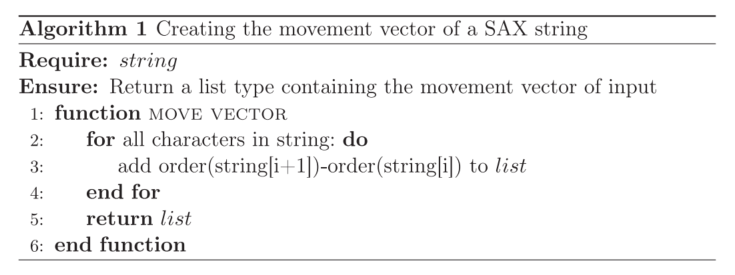 Algorithm 1 Creating the movement vector of a SAX string
Require: string
Ensure: Return a list type containing the movement vector of input
1: function MOVE VECTOR
2: for all characters in string: do
3: add order(string[i+1])-order(string[i]) to list
4: end for
5: return list
6: end function